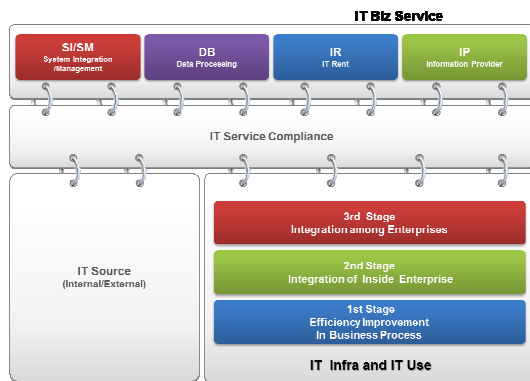 IT Biz Service
SI/SM
System Integration
/Management
DB
Data Processing
IR
IT Rent
IP
Information Provider
IT Service Compliance
IT Source
(Internal/External)
3rd Stage
Integration among Enterprises
2nd Stage
Integration of Inside Enterprise
1st Stage
Efficiency Improvement
In Business Process
IT Infra and IT Use